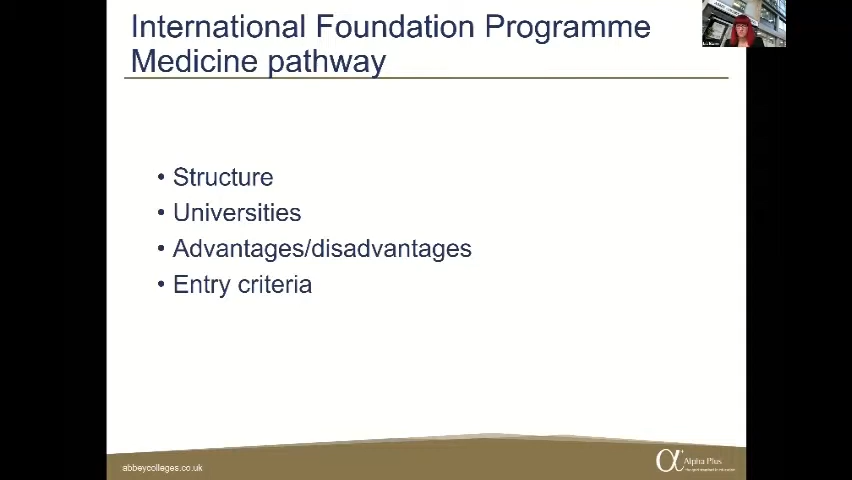 International Foundation Programme
Medicine pathway
• Structure
• Universities
• Advantages/disadvantages
• Entry criteria
abbeycolleges.co.uk
Alpha Plus